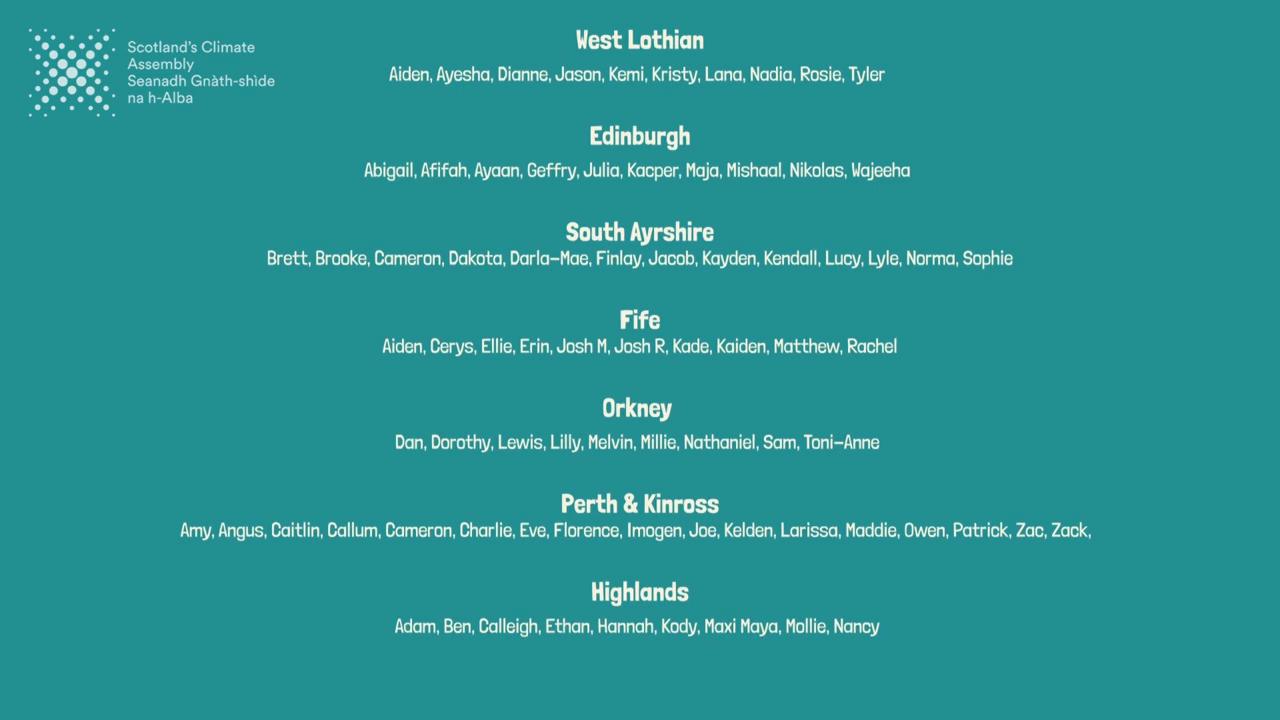 Scotland's Climate
Assembly
Seanadh Gnàth-shìde
na h-Alba
West Lothian
Aiden, Ayesha, Dianne, Jason, Kemi, Kristy, Lana, Nadia, Rosie, Tyler
Edinburgh
Abigail, Afifah, Ayaan, Geffry, Julia, Kacper, Maja, Mishaal, Nikolas, Wajeeha
South Ayrshire
Brett, Brooke, Cameron, Dakota, Darla-Mae, Finlay, Jacob, Kayden, Kendall, Lucy, Lyle, Norma, Sophie
Fife
Aiden, Cerys, Ellie, Erin, Josh M, Josh R, Kade, Kaiden, Matthew, Rachel
Orkney
Dan, Dorothy, Lewis, Lilly, Melvin, Millie, Nathaniel, Sam, Toni-Anne
Perth & Kinross
Amy, Angus, Caitlin, Callum, Cameron, Charlie, Eve, Florence, Imogen, Joe, Kelden, Larissa, Maddie, Owen, Patrick, Zac, Zack,
Highlands
Adam, Ben, Calleigh, Ethan, Hannah, Kody, Maxi Maya, Mollie, Nancy